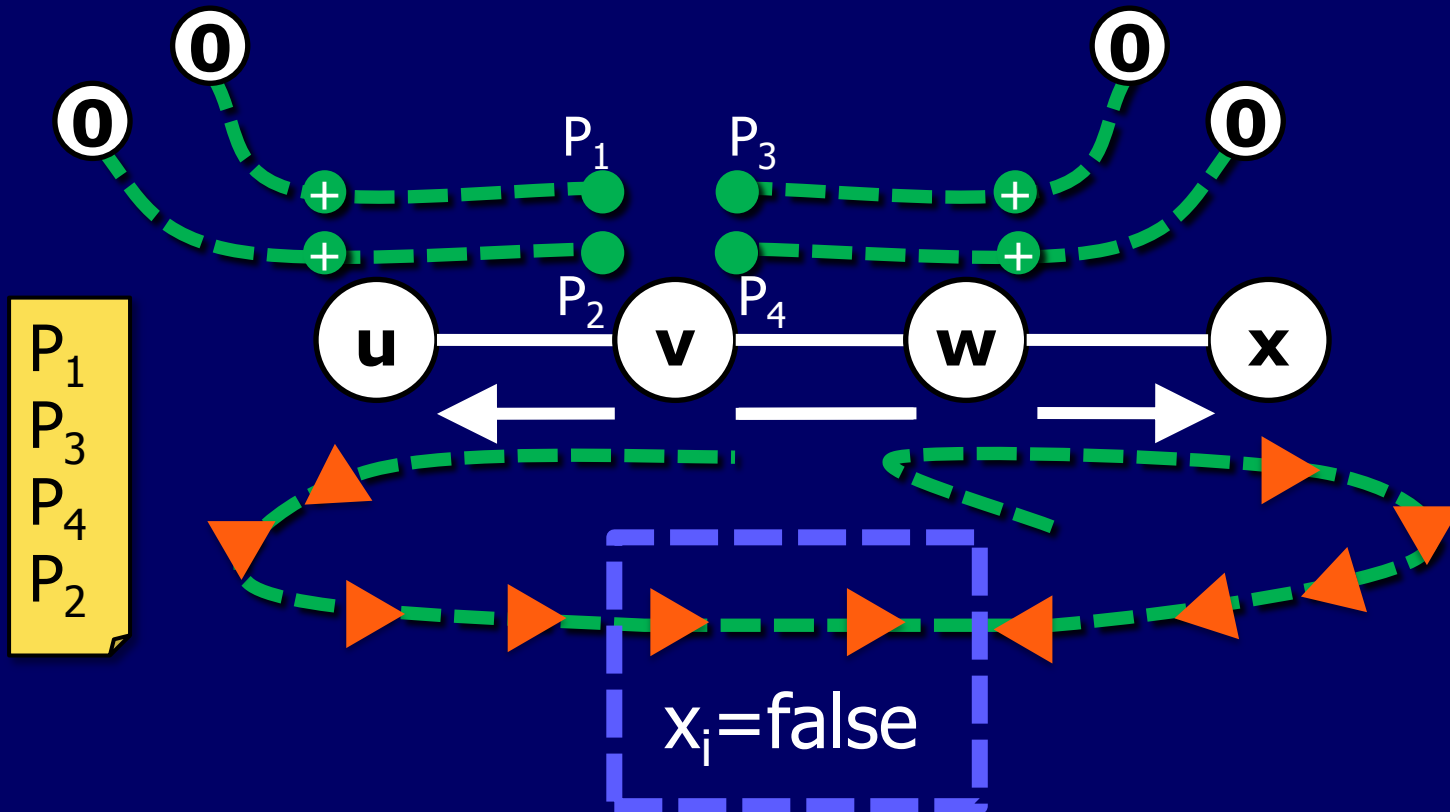 0 0
0 0
P₁ P₃
+ +
+ +
P₂ P₄
u v w x
P₁
P₃
P₄
P₂
xᵢ=false